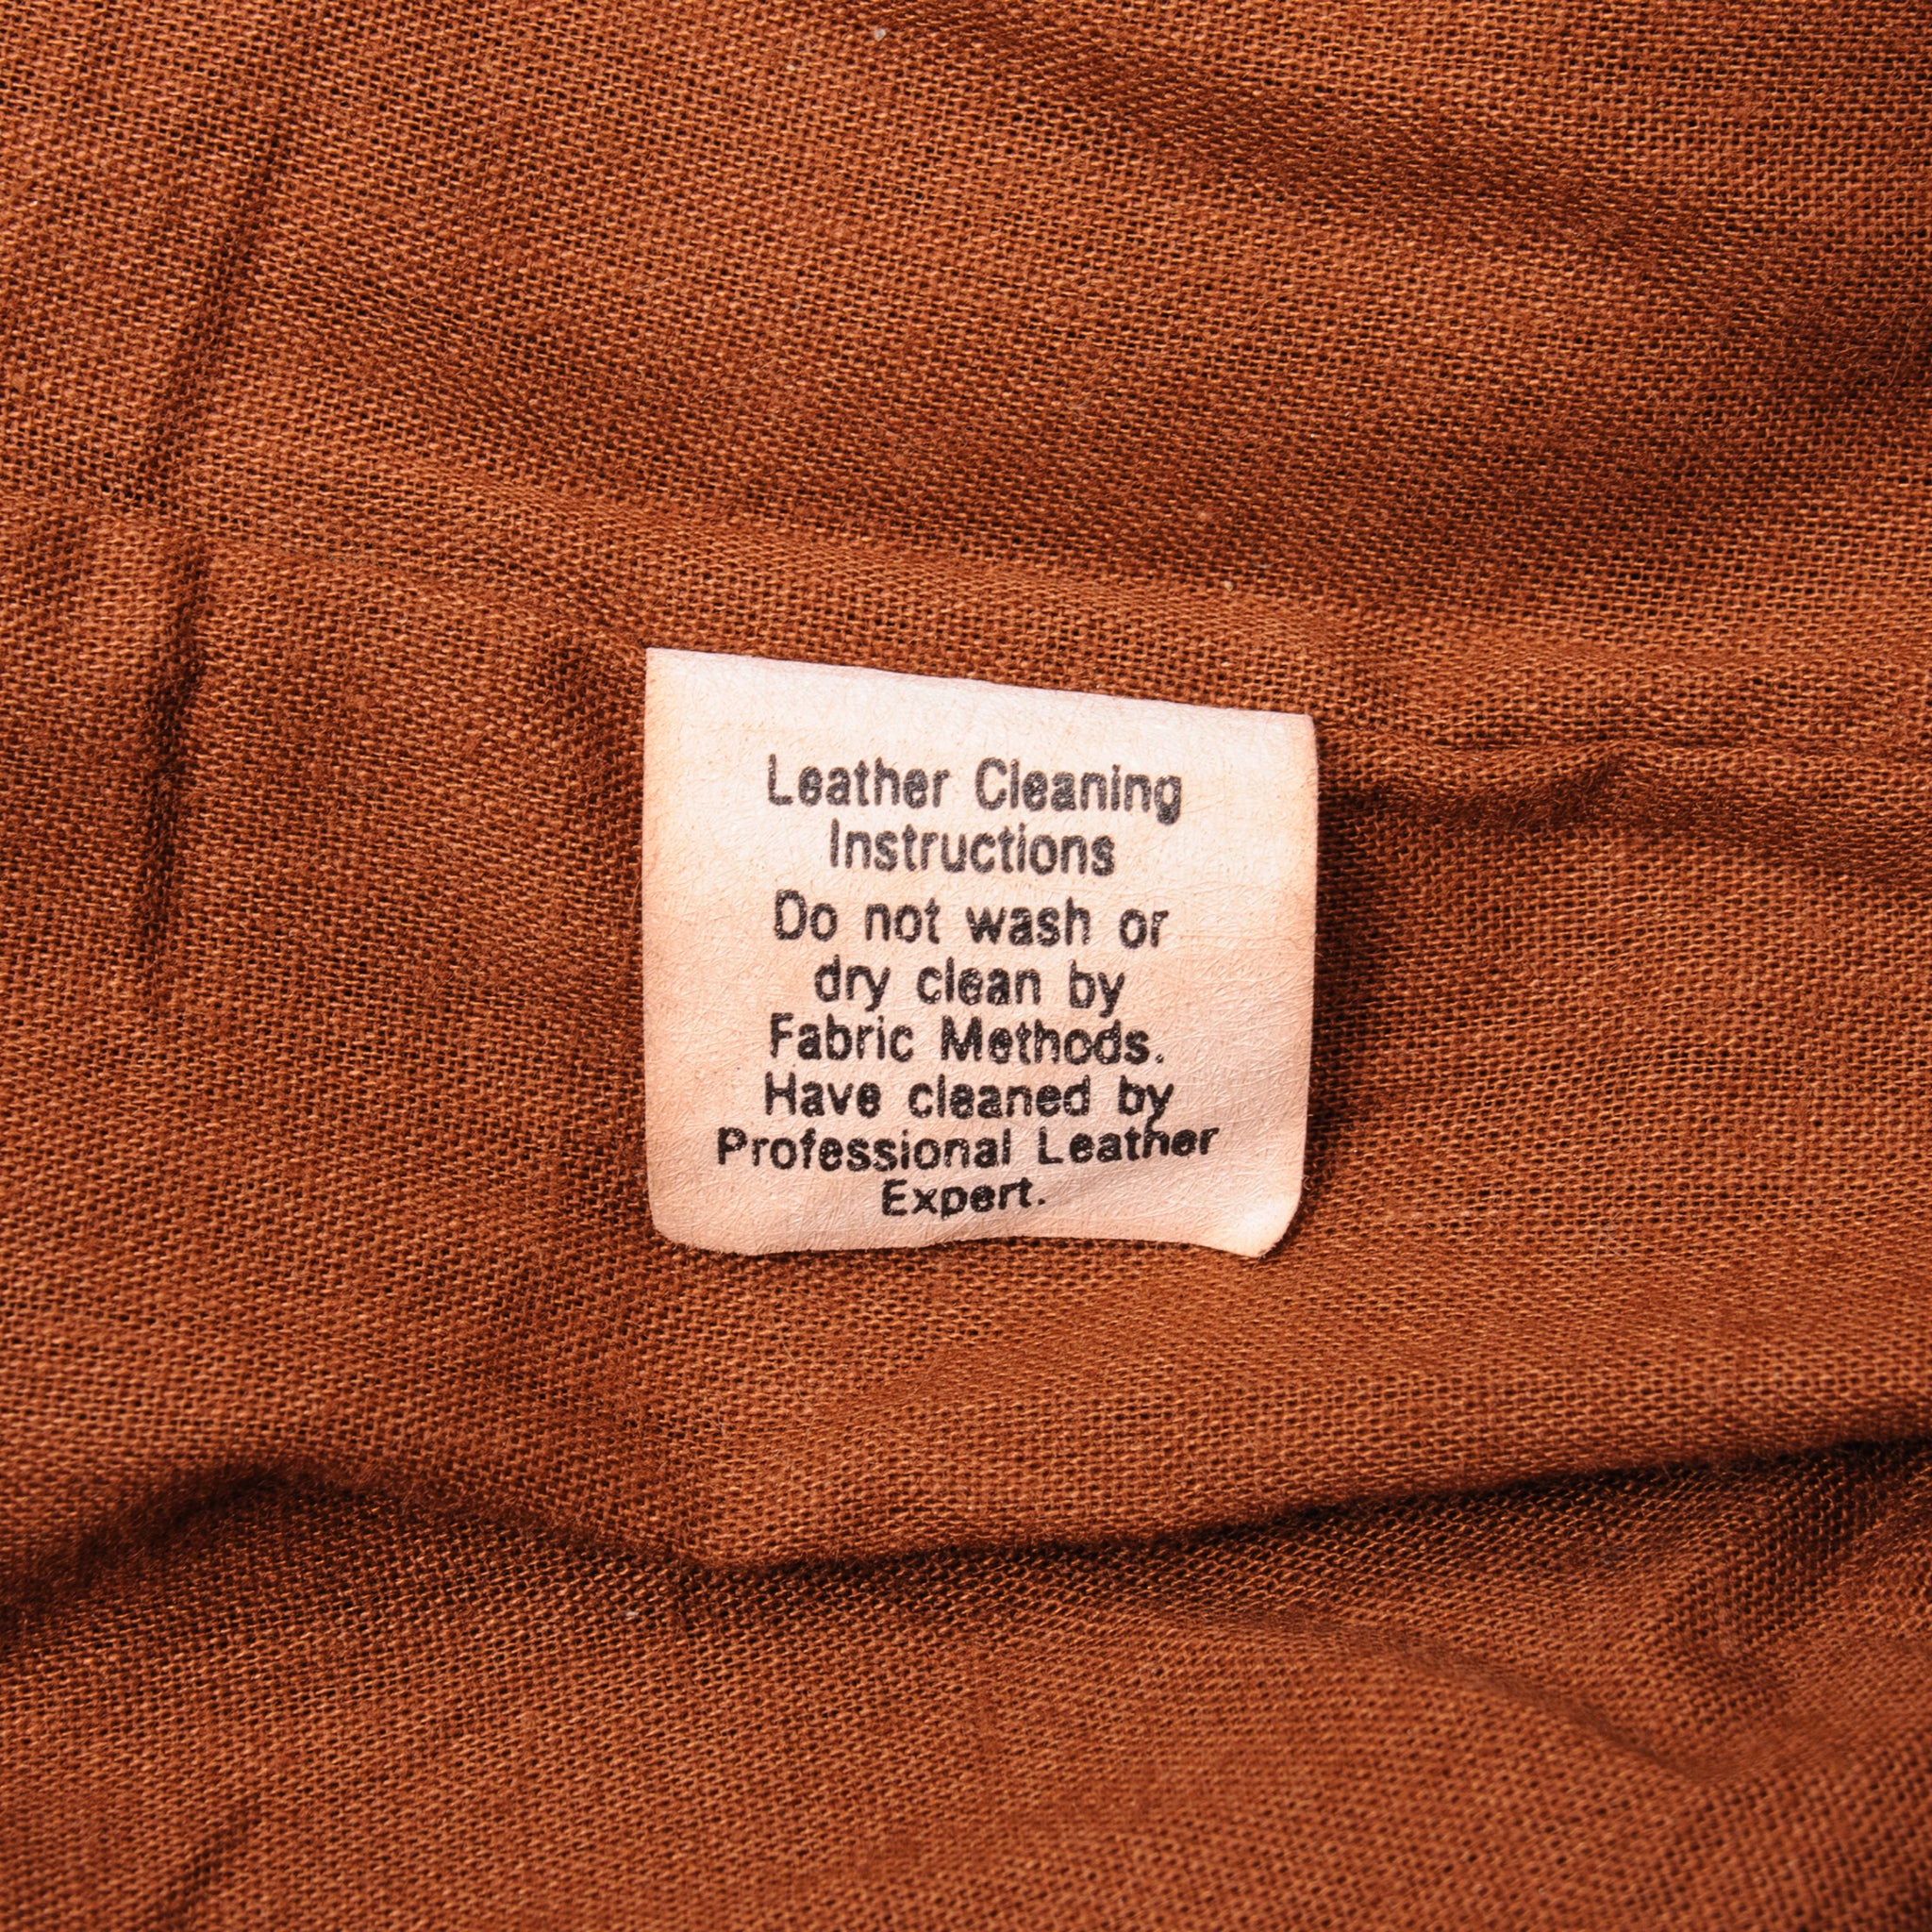 Leather Cleaning
Instructions
Do not wash or
dry clean by
Fabric Methods.
Have cleaned by
Professional Leather
Expert.